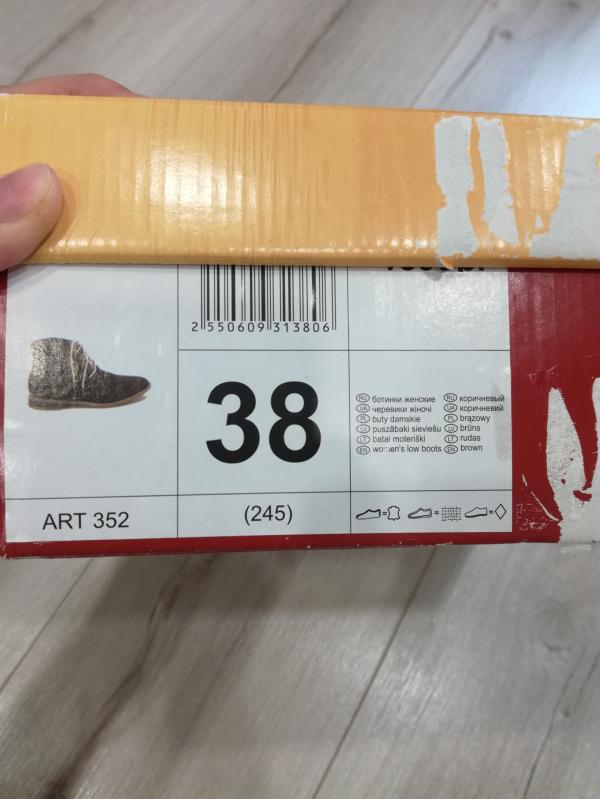 2 550609 313806
38
RU ботинки женские RU коричневый
UA черевики жіночі UA коричневий
PL buty damskie PL brązowy
LV puszābaki sieviešu LV brūns
LT batai moteriški LT rudas
EN women's low boots EN brown
ART 352
(245)